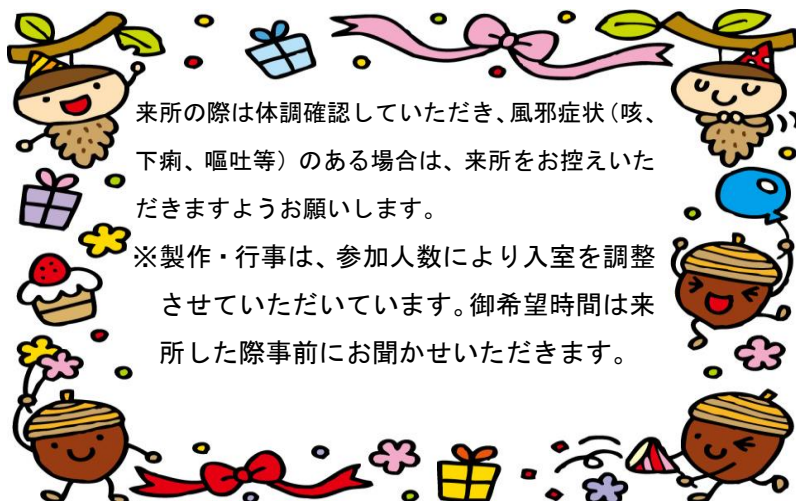 来所の際は体調確認していただき、風邪症状（咳、
下痢、嘔吐等）のある場合は、来所をお控えいた
だきますようお願いします。
※製作・行事は、参加人数により入室を調整
させていただいています。御希望時間は来
所した際事前にお聞かせいただきます。